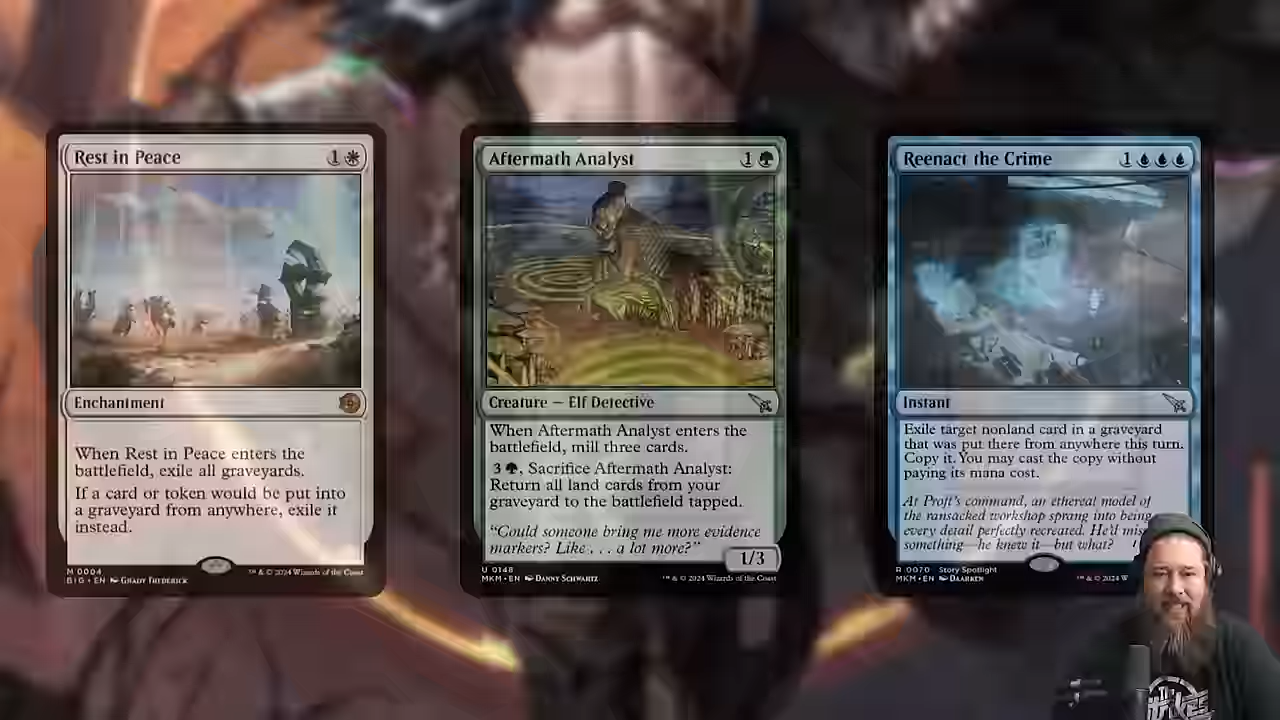 Rest in Peace
1
Enchantment
When Rest in Peace enters the
battlefield, exile all graveyards.
If a card or token would be put into
a graveyard from anywhere, exile it
instead.
M 0004
BIG • EN GRADY FREDERICK
™ & © 2024 Wizards of the Coast
Aftermath Analyst
1
Creature — Elf Detective
When Aftermath Analyst enters the
battlefield, mill three cards.
3 , Sacrifice Aftermath Analyst:
Return all land cards from your
graveyard to the battlefield tapped.
“Could someone bring me more evidence
markers? Like . . . a lot more?”
1/3
U 0148
MKM • EN DANNY SCHWARTZ
™ & © 2024 Wizards of the Coast
Reenact the Crime
1
Instant
Exile target nonland card in a graveyard
that was put there from anywhere this turn.
Copy it. You may cast the copy without
paying its mana cost.
At Proft's command, an ethereal model of
the ransacked workshop sprang into being,
every detail perfectly recreated. He'd
something—he knew it—but what?
R 0070 Story Spotlight
MKM • EN DAARKEN
™ & © 2024 W